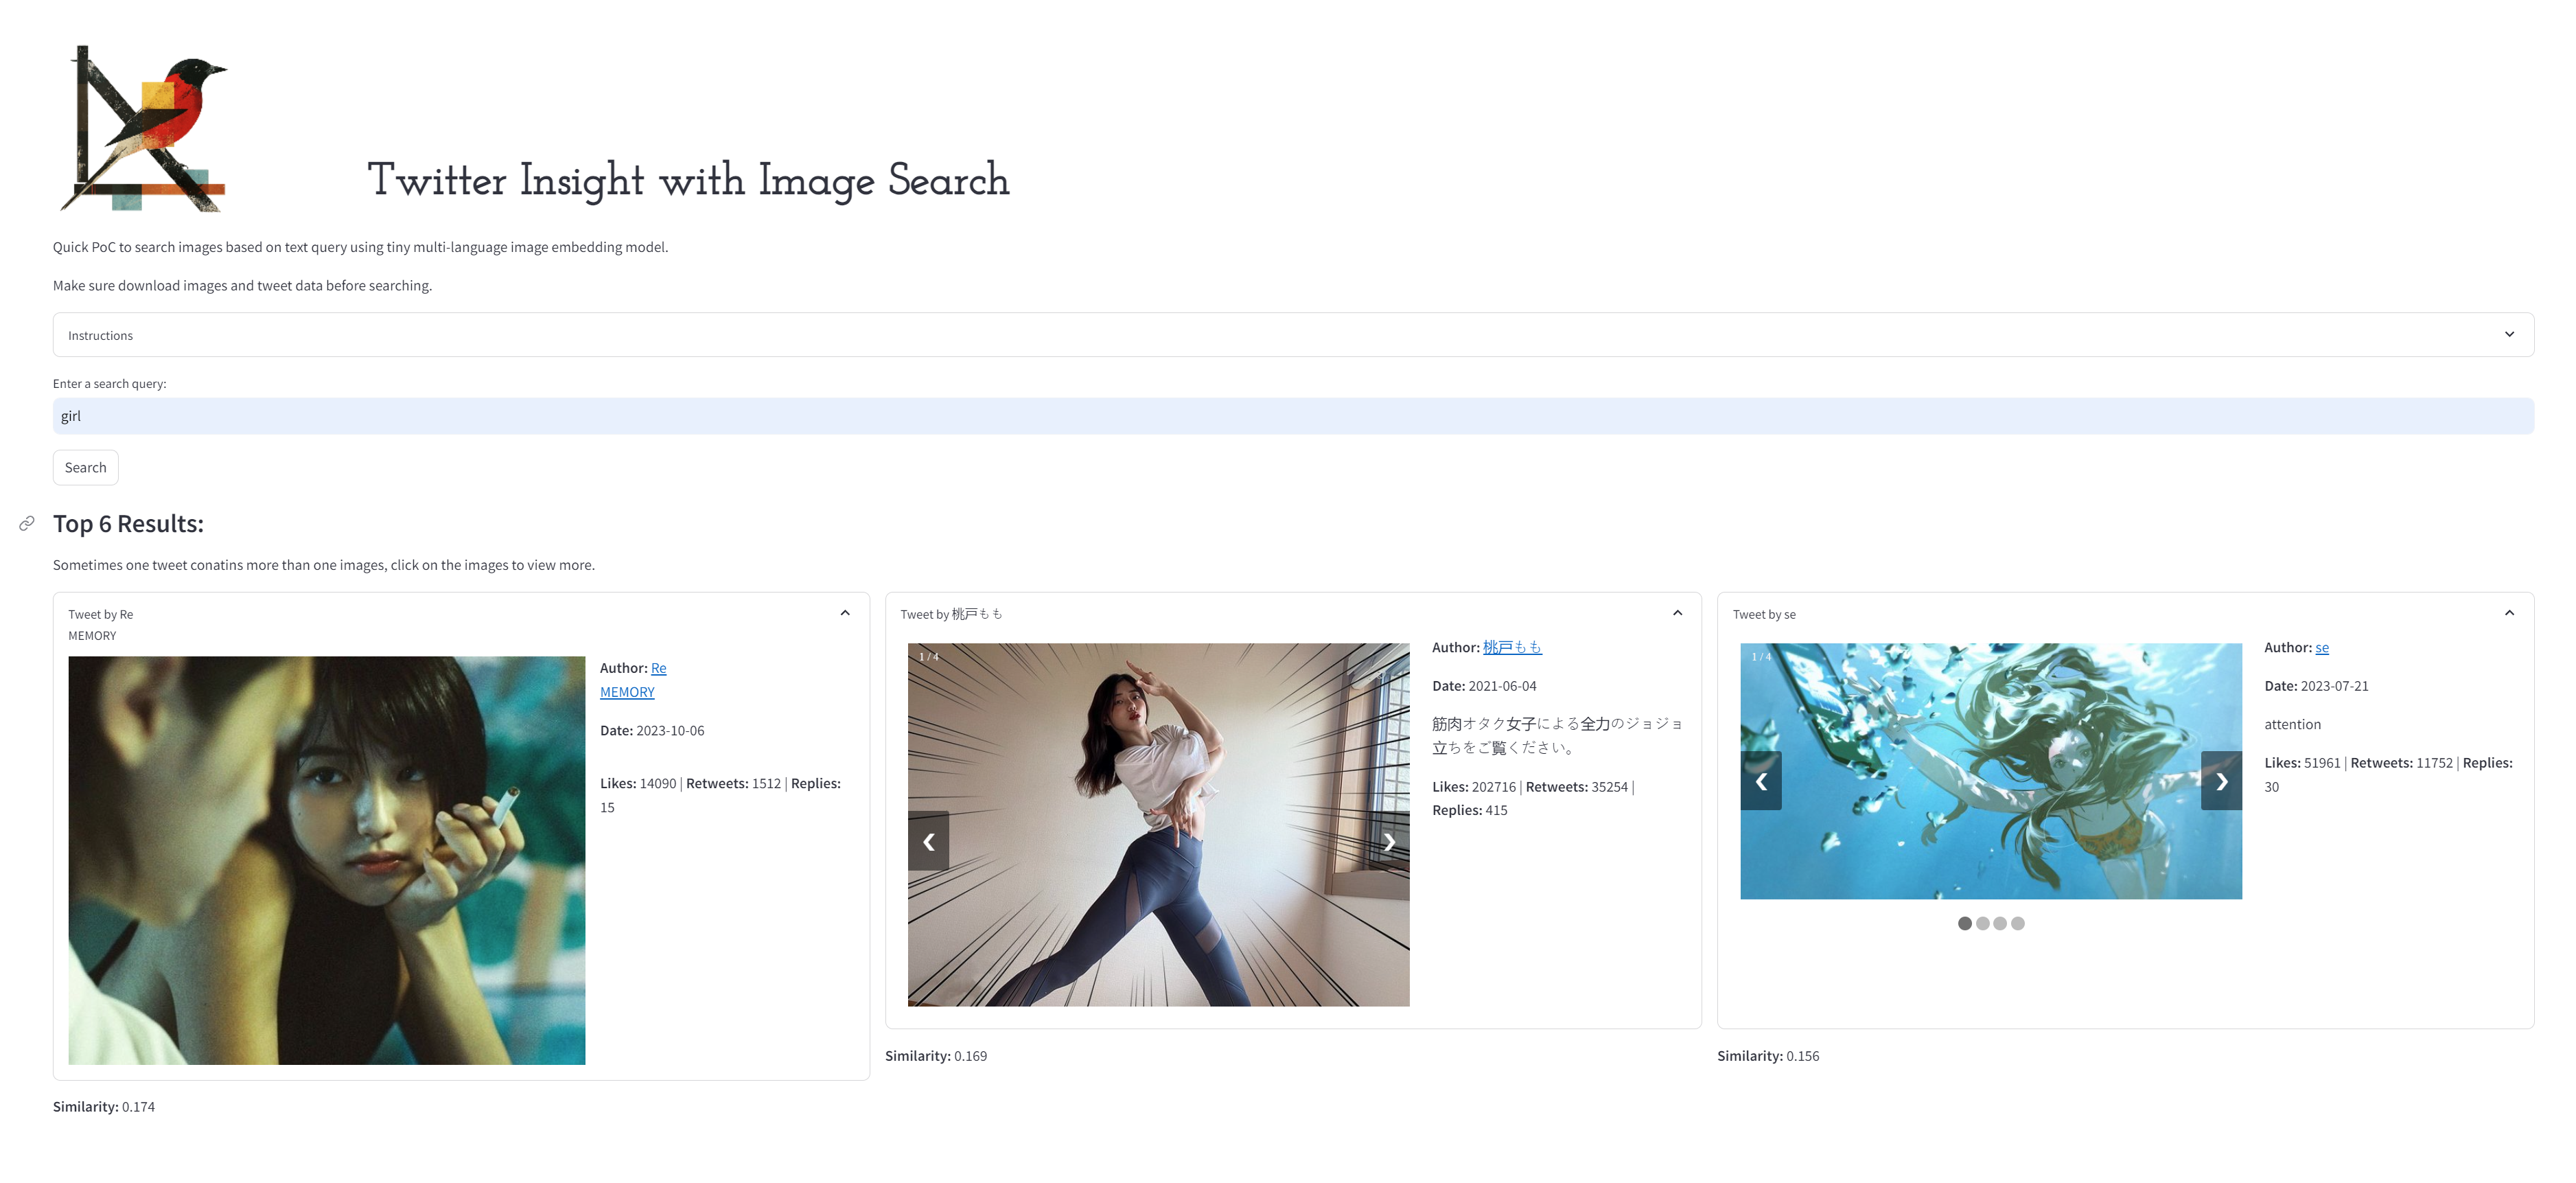 Twitter Insight with Image Search
Quick PoC to search images based on text query using tiny multi-language image embedding model.
Make sure download images and tweet data before searching.
Instructions
Enter a search query:
girl
Search
Top 6 Results:
Sometimes one tweet conatins more than one images, click on the images to view more.
Tweet by Re
MEMORY
Author: Re
MEMORY
Date: 2023-10-06
Likes: 14090 | Retweets: 1512 | Replies:
15
Similarity: 0.174
Tweet by 桃戸もも
1 / 4
Author: 桃戸もも
Date: 2021-06-04
筋肉オタク女子による全力のジョジョ
立ちをご覧ください。
Likes: 202716 | Retweets: 35254 |
Replies: 415
Similarity: 0.169
Tweet by se
1 / 4
Author: se
Date: 2023-07-21
attention
Likes: 51961 | Retweets: 11752 | Replies:
30
Similarity: 0.156